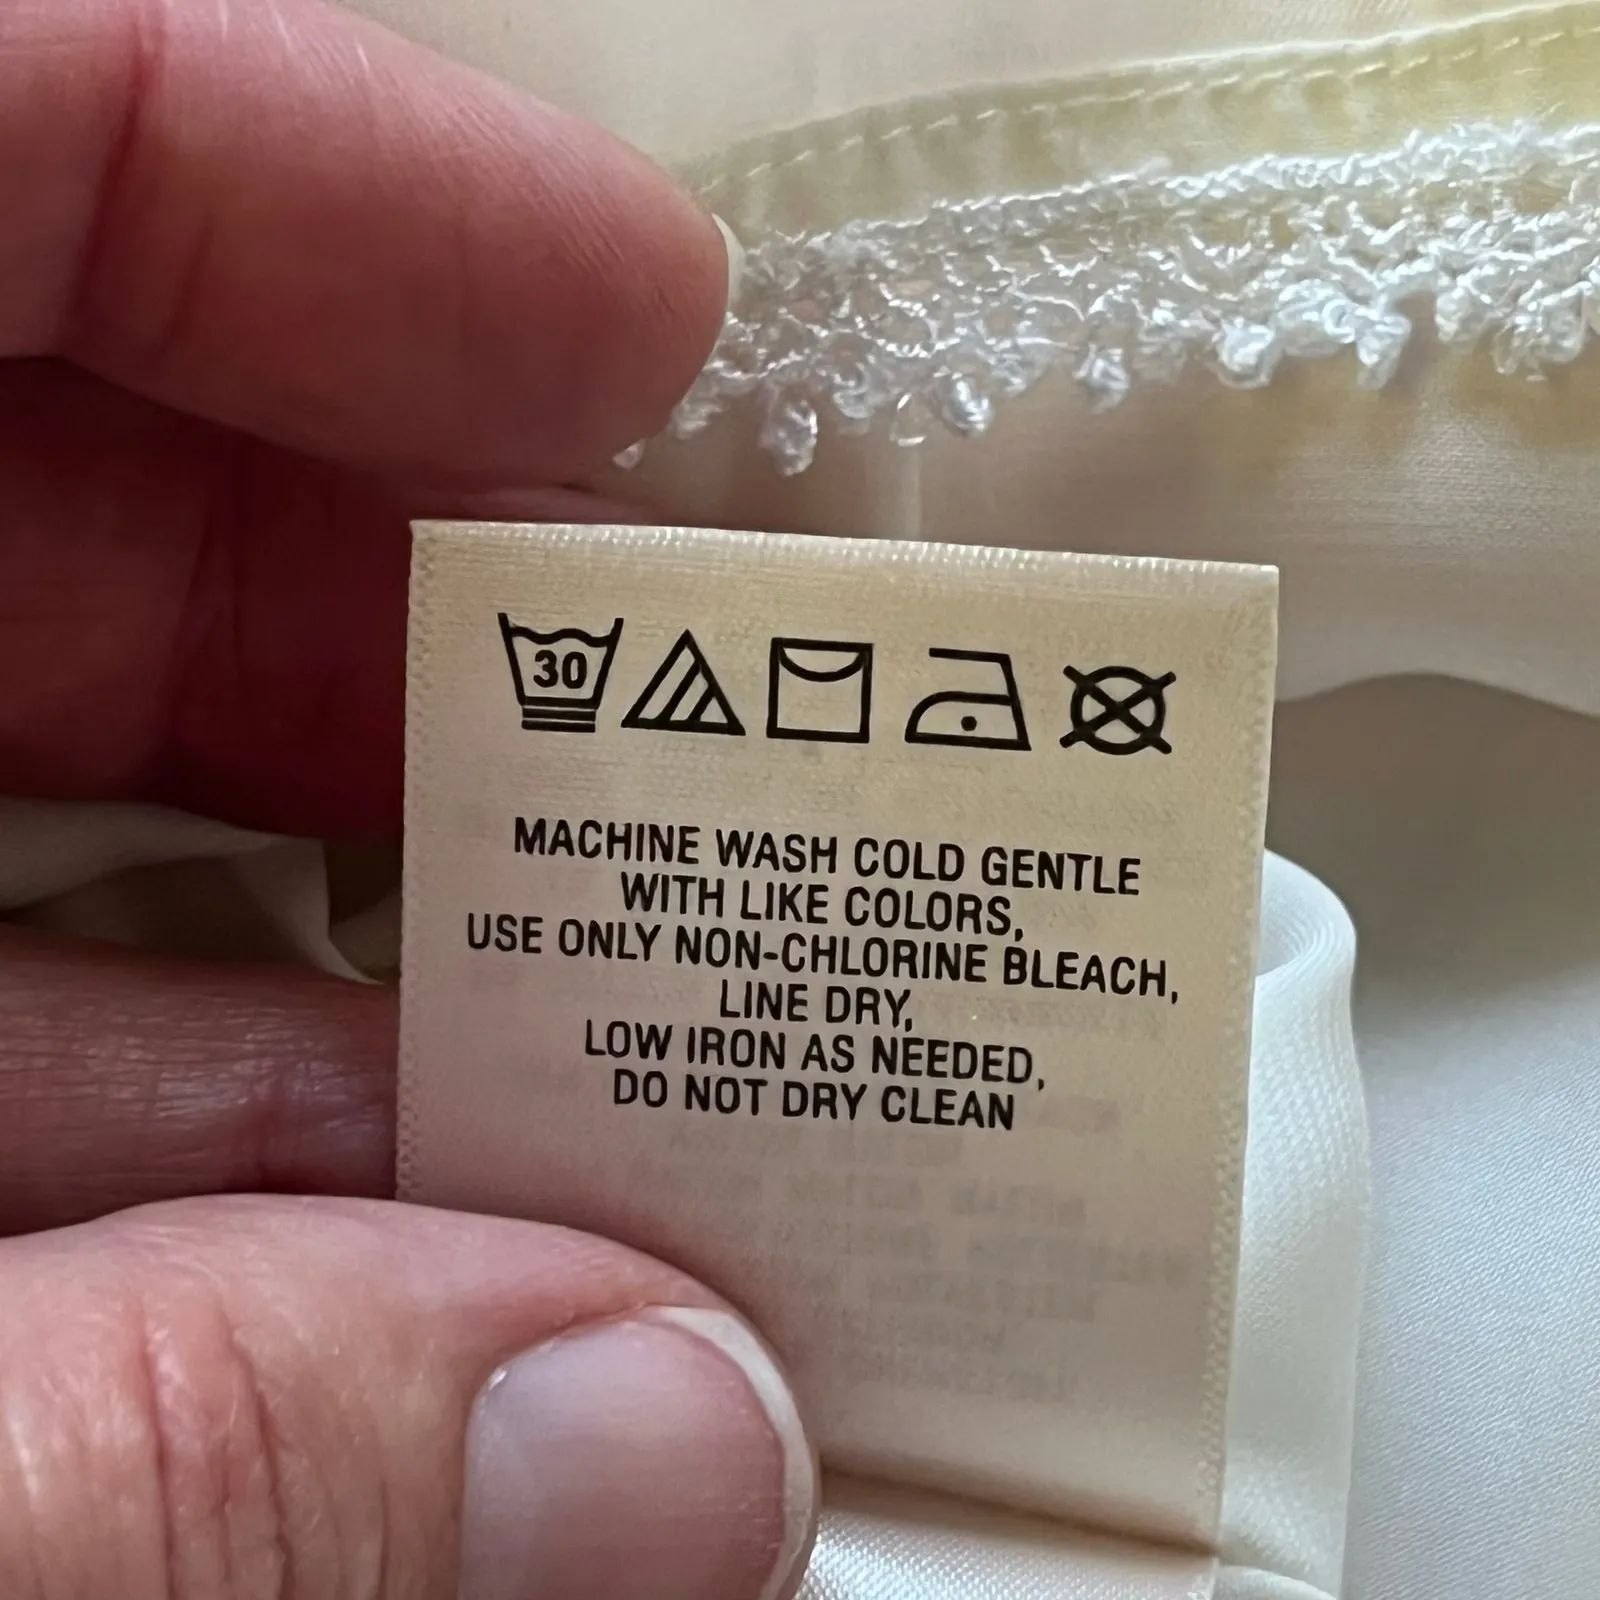 30
MACHINE WASH COLD GENTLE
WITH LIKE COLORS,
USE ONLY NON-CHLORINE BLEACH,
LINE DRY,
LOW IRON AS NEEDED,
DO NOT DRY CLEAN